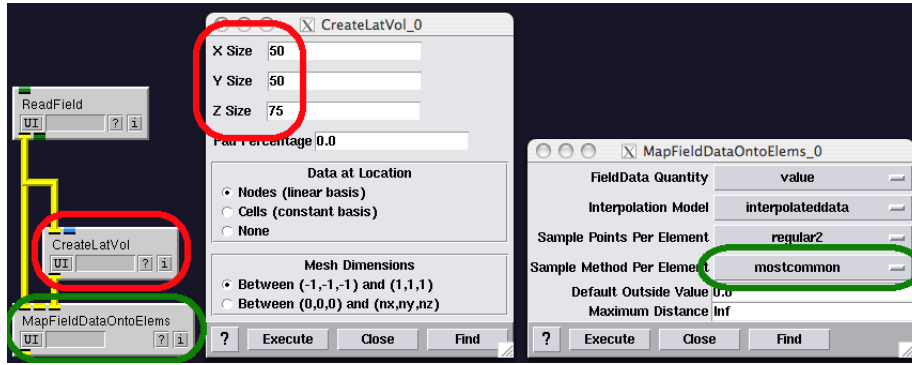 ReadField
UI ? i
CreateLatVol
UI ? i
MapFieldDataOntoElems
UI ? i
CreateLatVol_0
X Size 50
Y Size 50
Z Size 75
Pad Percentage 0.0
Data at Location
Nodes (linear basis)
Cells (constant basis)
None
Mesh Dimensions
Between (-1,-1,-1) and (1,1,1)
Between (0,0,0) and (nx,ny,nz)
? Execute Close Find
MapFieldDataOntoElems_0
FieldData Quantity value
Interpolation Model interpolateddata
Sample Points Per Element regular2
Sample Method Per Element mostcommon
Default Outside Value 0.0
Maximum Distance Inf
? Execute Close Find